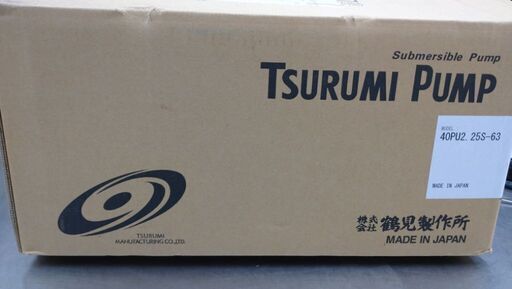 Submersible Pump
TSURUMI PUMP
MODEL
40PU2.25S-63
MADE IN JAPAN
TSURUMI
MANUFACTURING CO.,LTD.
株式会社 鶴見製作所
MADE IN JAPAN